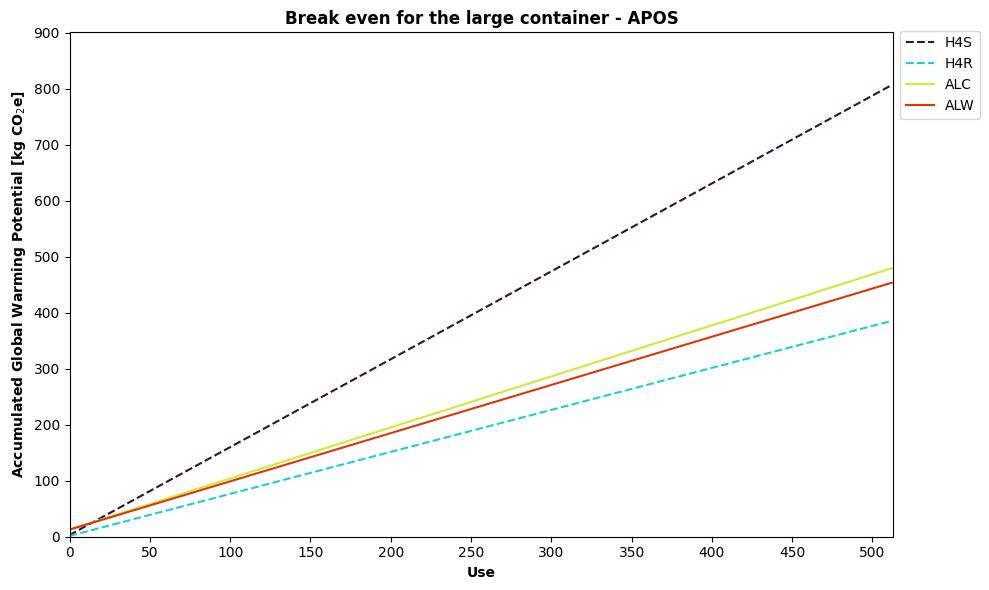 Break even for the large container - APOS
Accumulated Global Warming Potential [kg CO₂e]
900
800
700
600
500
400
300
200
100
0
0 50 100 150 200 250 300 350 400 450 500
Use
H4S
H4R
ALC
ALW